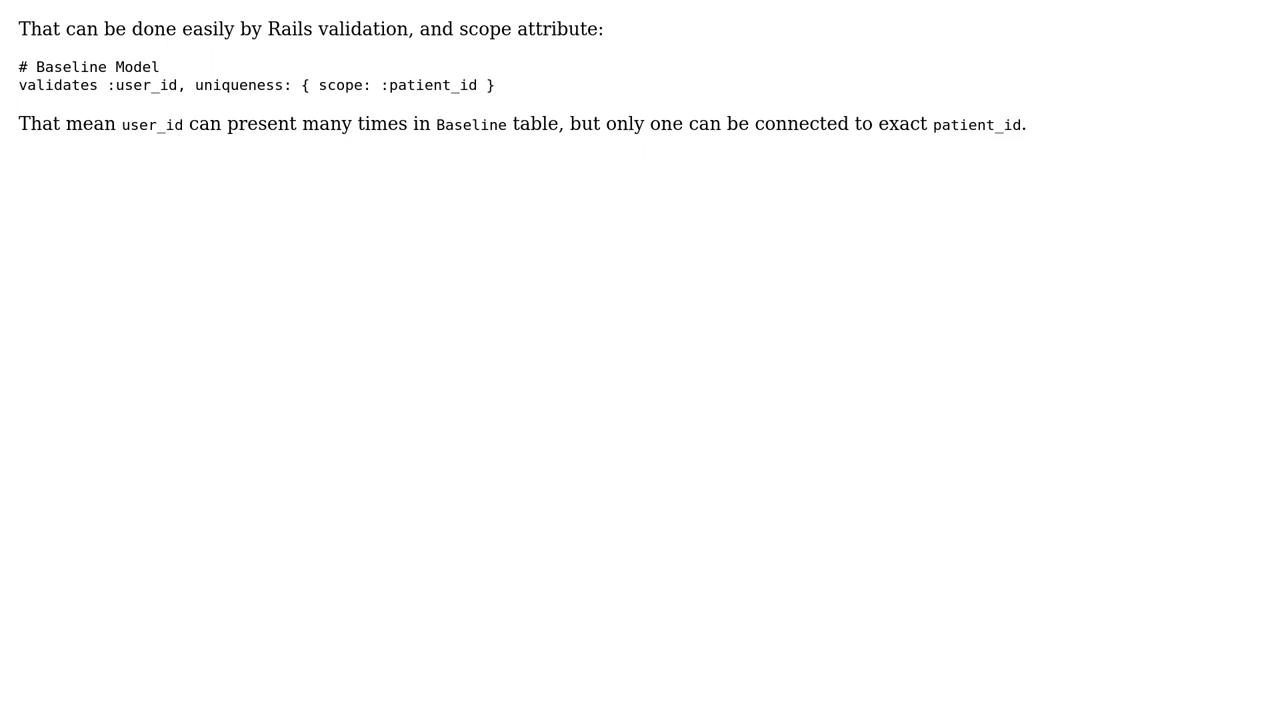 That can be done easily by Rails validation, and scope attribute:
# Baseline Model
validates :user_id, uniqueness: { scope: :patient_id }
That mean user_id can present many times in Baseline table, but only one can be connected to exact patient_id.